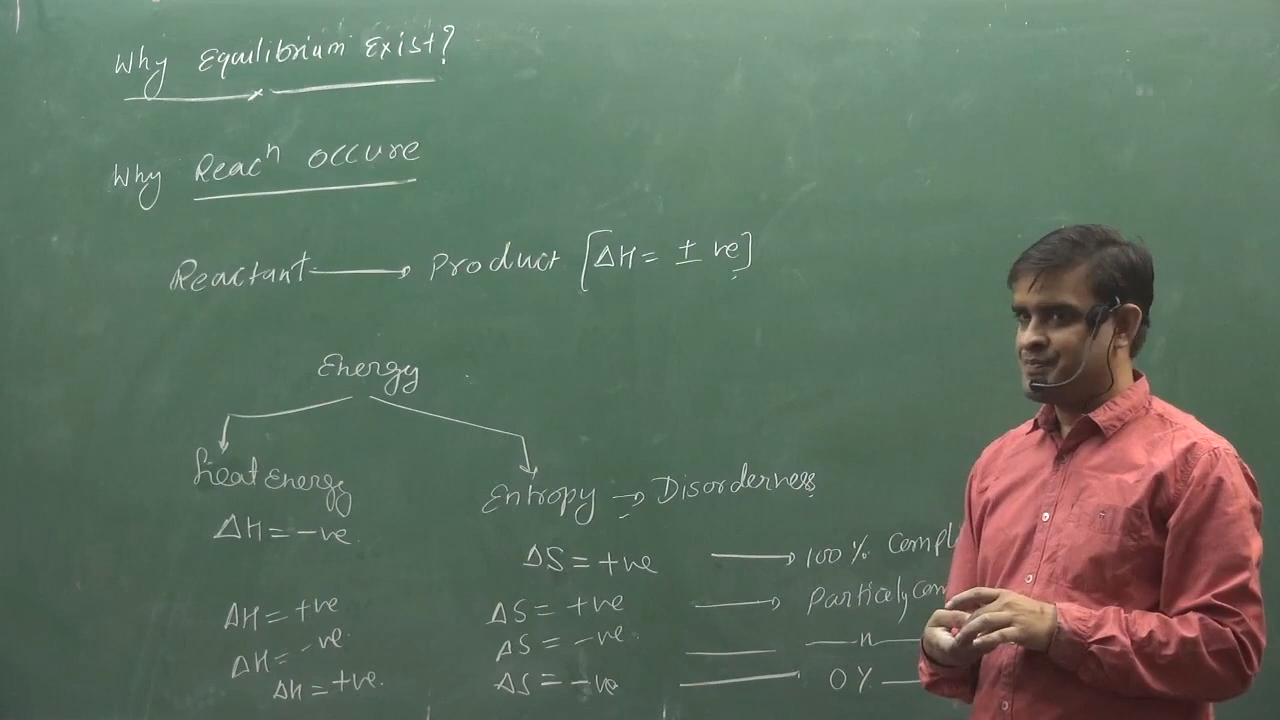 Why Equilibrium Exist?
Why Reacⁿ Occure
Reactant → Product [ΔH = ± ve]
Energy
Heat Energy
Entropy → Disorderness
ΔH = -ve
ΔS = +ve → 100 % Compl
ΔH = +ve ΔS = +ve → Particely com
ΔH = -ve ΔS = -ve — — n —
ΔH = +ve ΔS = -ve — 0 % —